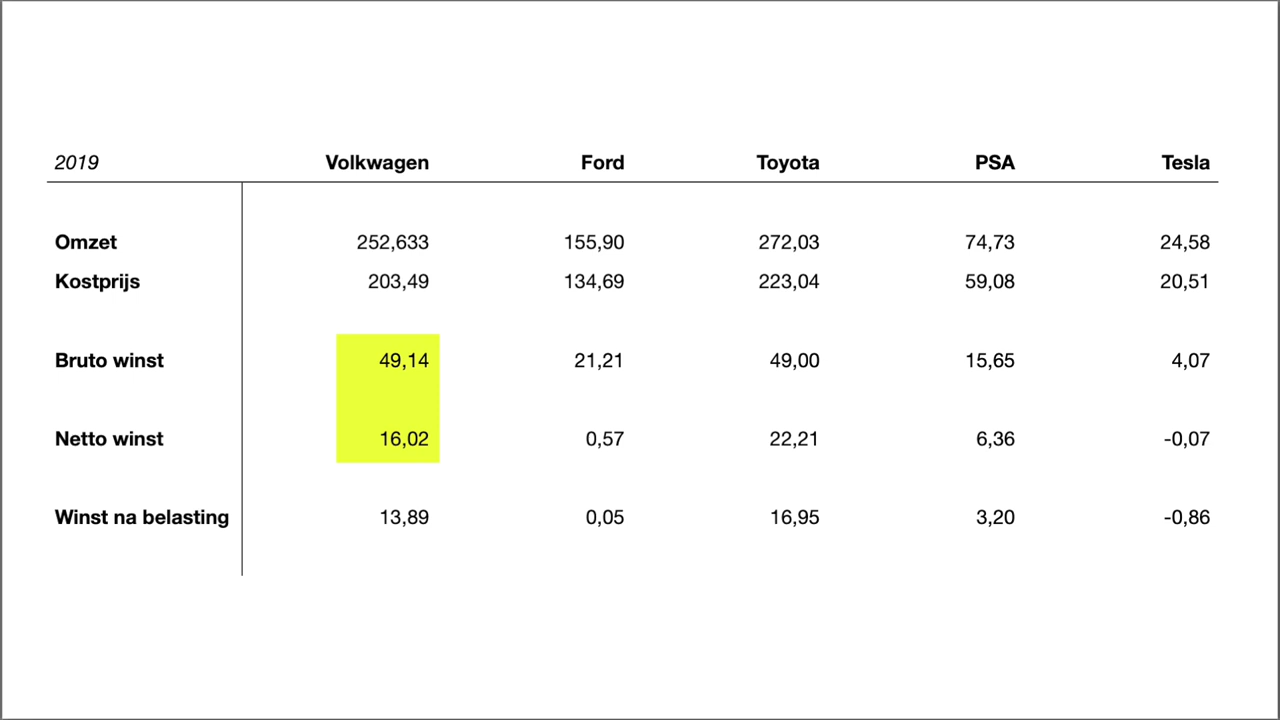 2019 Volkwagen Ford Toyota PSA Tesla
Omzet 252,633 155,90 272,03 74,73 24,58
Kostprijs 203,49 134,69 223,04 59,08 20,51
Bruto winst 49,14 21,21 49,00 15,65 4,07
Netto winst 16,02 0,57 22,21 6,36 -0,07
Winst na belasting 13,89 0,05 16,95 3,20 -0,86